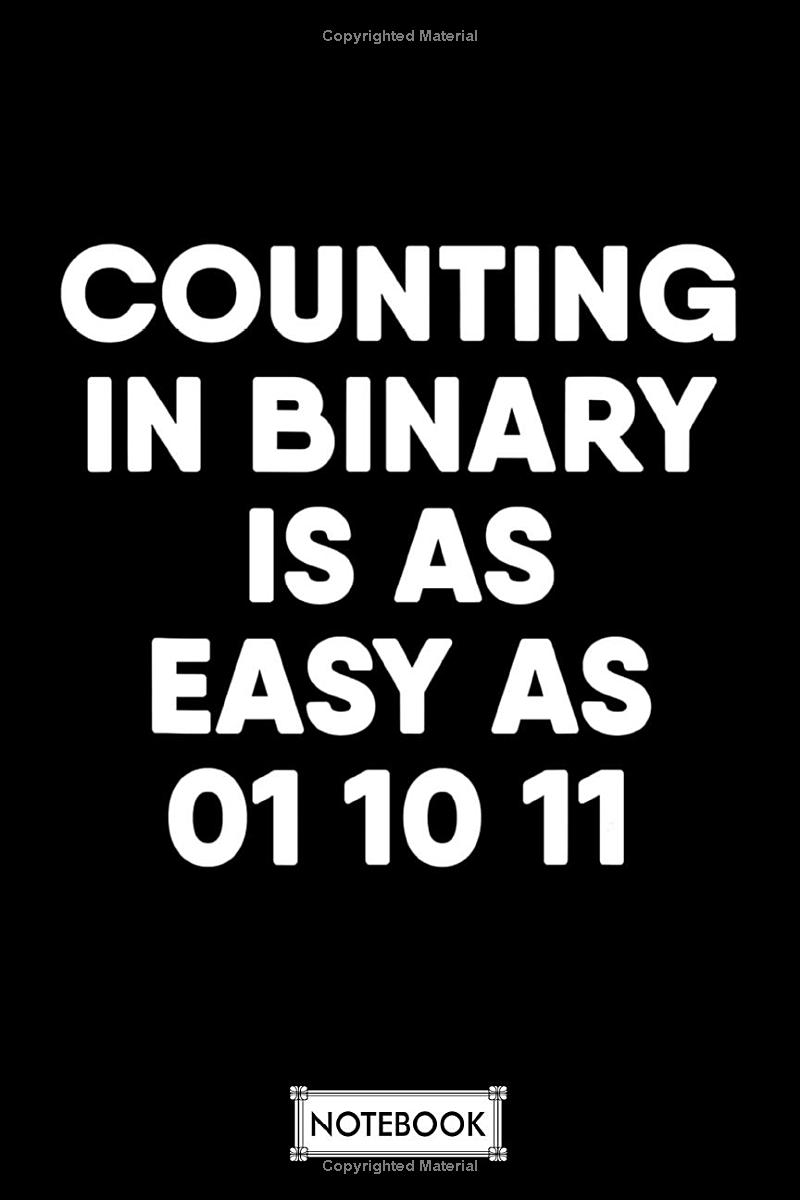 Copyrighted Material
COUNTING
IN BINARY
IS AS
EASY AS
01 10 11
NOTEBOOK
Copyrighted Material